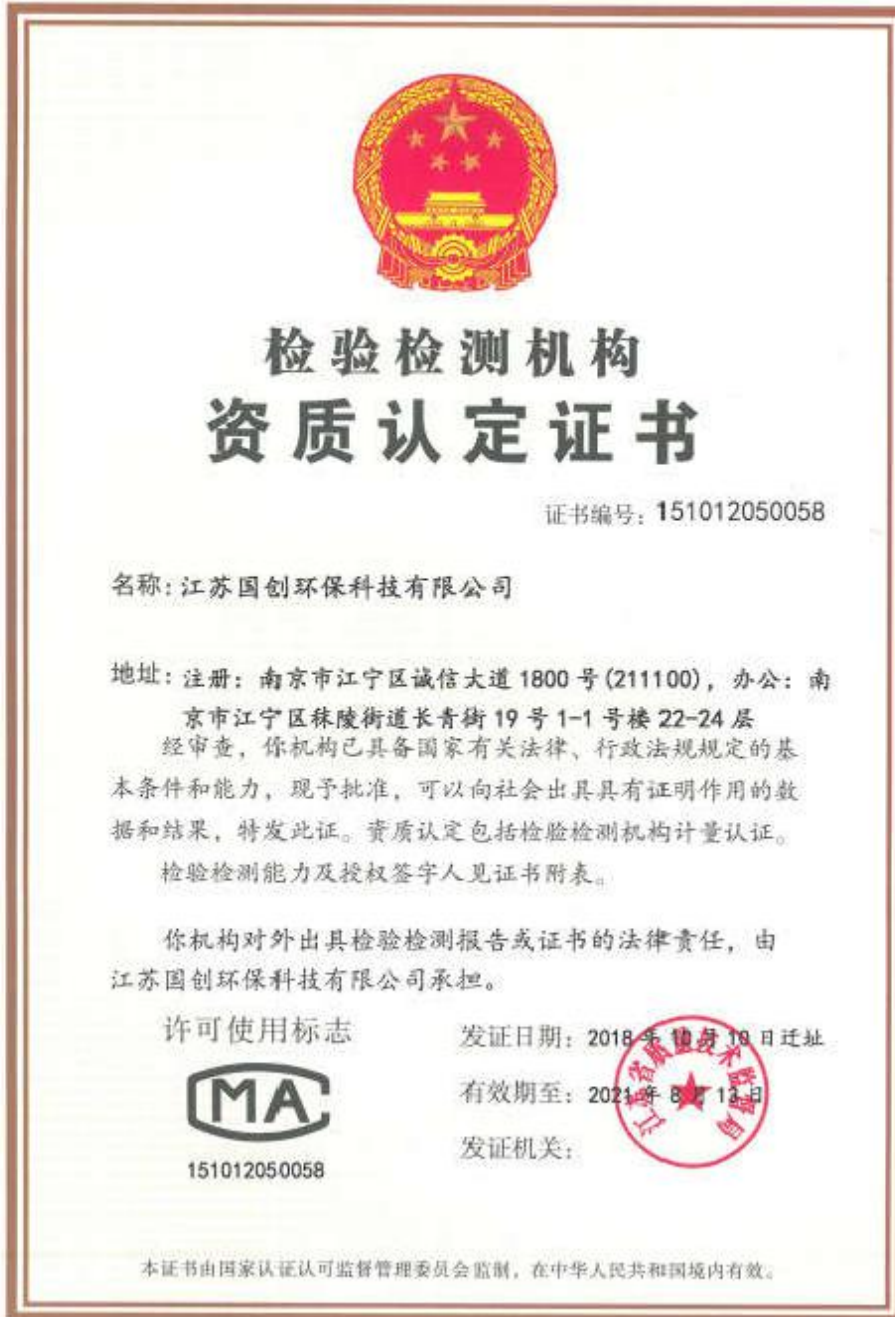 检验检测机构
资质认定证书
证书编号：151012050058
名称：江苏国创环保科技有限公司
地址：注册：南京市江宁区诚信大道1800号(211100)，办公：南
京市江宁区秣陵街道长青街19号1-1号楼22-24层
经审查，你机构已具备国家有关法律、行政法规规定的基
本条件和能力，现予批准，可以向社会出具具有证明作用的数
据和结果，特发此证。资质认定包括检验检测机构计量认证。
检验检测能力及授权签字人见证书附表。
你机构对外出具检验检测报告或证书的法律责任，由
江苏国创环保科技有限公司承担。
许可使用标志
MA
151012050058
发证日期：2018年10月10日迁址
有效期至：2021年8月13日
发证机关：
江苏省质量技术监督局
本证书由国家认证认可监督管理委员会监制，在中华人民共和国境内有效。